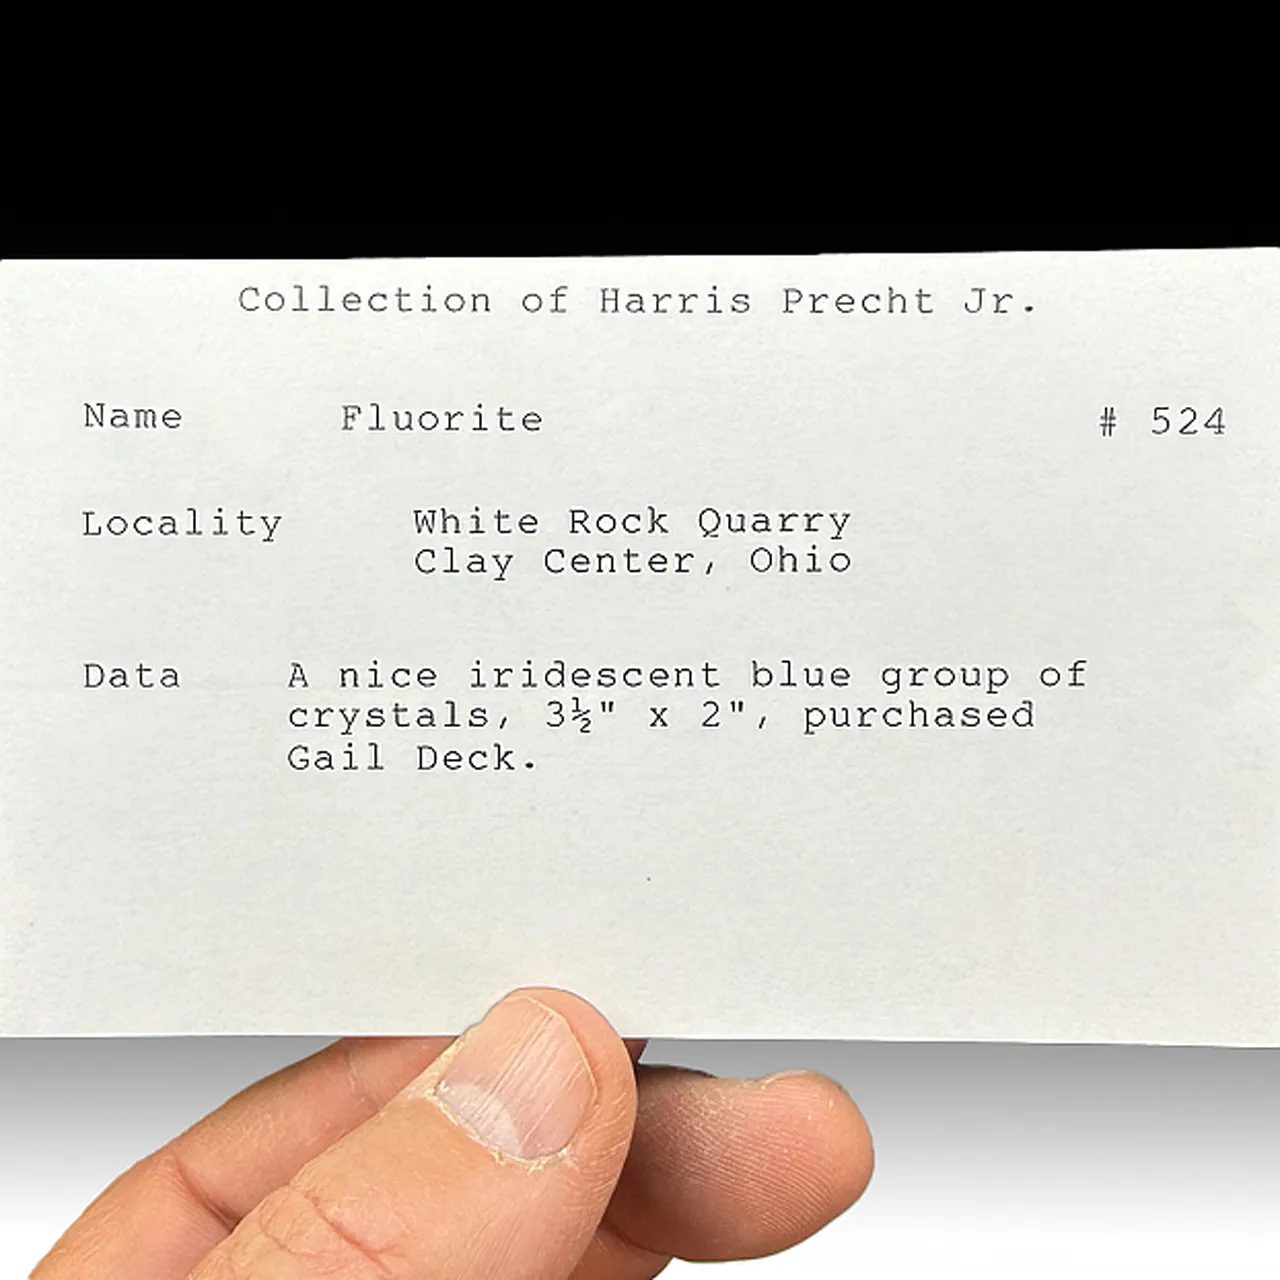 Collection of Harris Precht Jr.
Name Fluorite # 524
Locality White Rock Quarry
Clay Center, Ohio
Data A nice iridescent blue group of
crystals, 3½" x 2", purchased
Gail Deck.